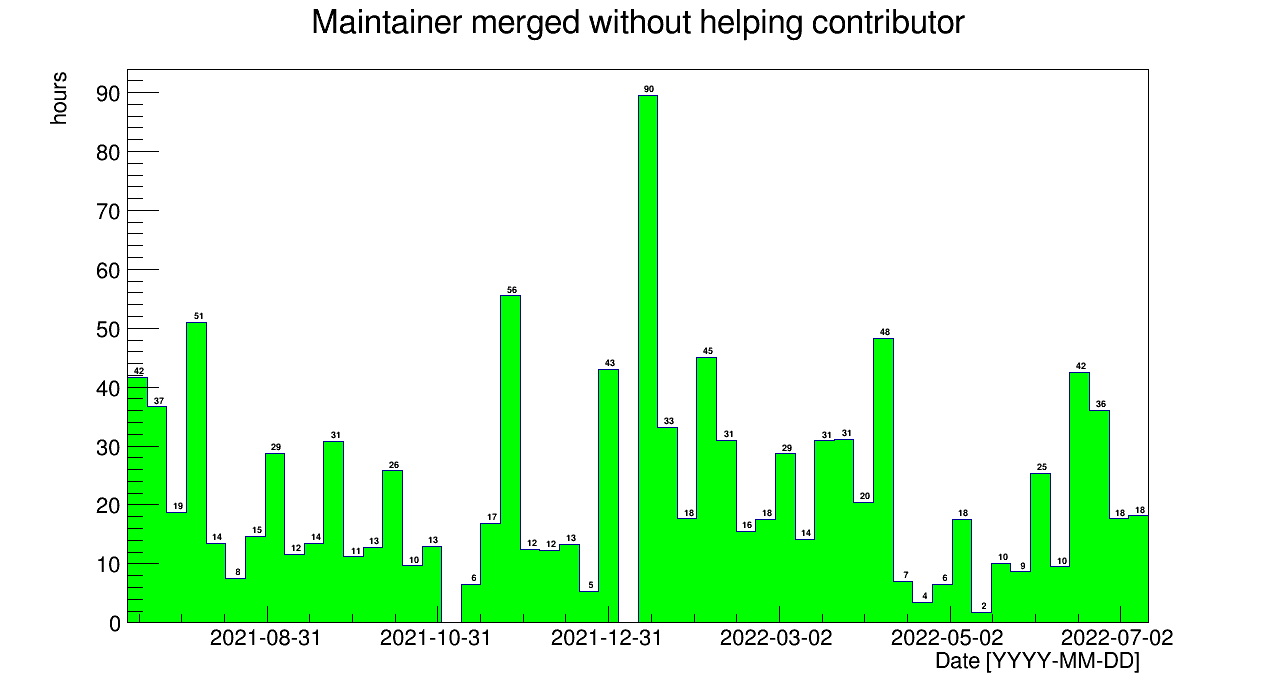 Maintainer merged without helping contributor
hours
90
80
70
60
50
40
30
20
10
0
42 37 19 51 14 8 15 29 12 14 31 11 13 26 10 13 6 17 56 12 12 13 5 43 90 33 18 45 31 16 18 29 14 31 31 20 48 7 4 6 18 2 10 9 25 10 42 36 18 18
2021-08-31 2021-10-31 2021-12-31 2022-03-02 2022-05-02 2022-07-02
Date [YYYY-MM-DD]